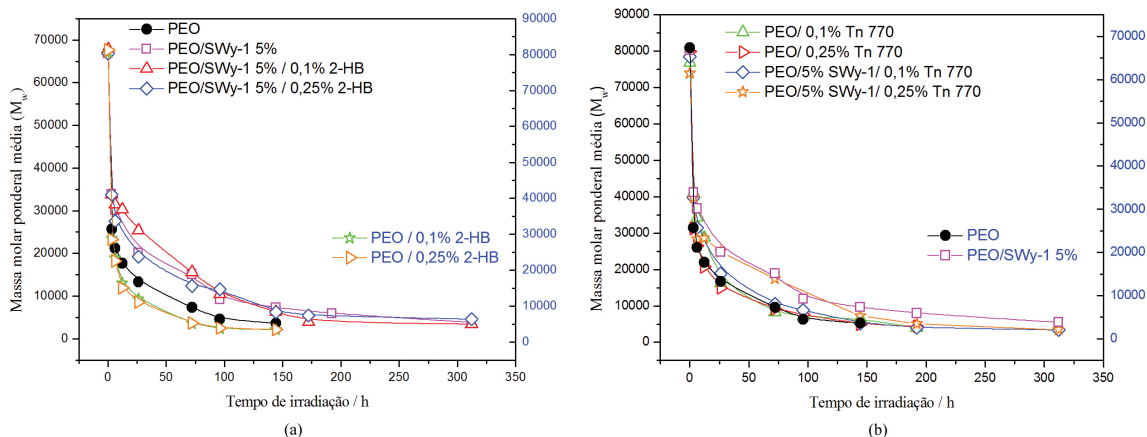 Massa molar ponderal média (Mw)
70000
60000
50000
40000
30000
20000
10000
0
PEO
PEO/SWy-1 5%
PEO/SWy-1 5% / 0,1% 2-HB
PEO/SWy-1 5% / 0,25% 2-HB
PEO / 0,1% 2-HB
PEO / 0,25% 2-HB
90000
80000
70000
60000
50000
40000
30000
20000
10000
0
0 50 100 150 200 250 300 350
Tempo de irradiação / h
(a)
Massa molar ponderal média (Mw)
90000
80000
70000
60000
50000
40000
30000
20000
10000
0
PEO/ 0,1% Tn 770
PEO/ 0,25% Tn 770
PEO/5% SWy-1/ 0,1% Tn 770
PEO/5% SWy-1/ 0,25% Tn 770
PEO
PEO/SWy-1 5%
70000
60000
50000
40000
30000
20000
10000
0
0 50 100 150 200 250 300 350
Tempo de irradiação / h
(b)